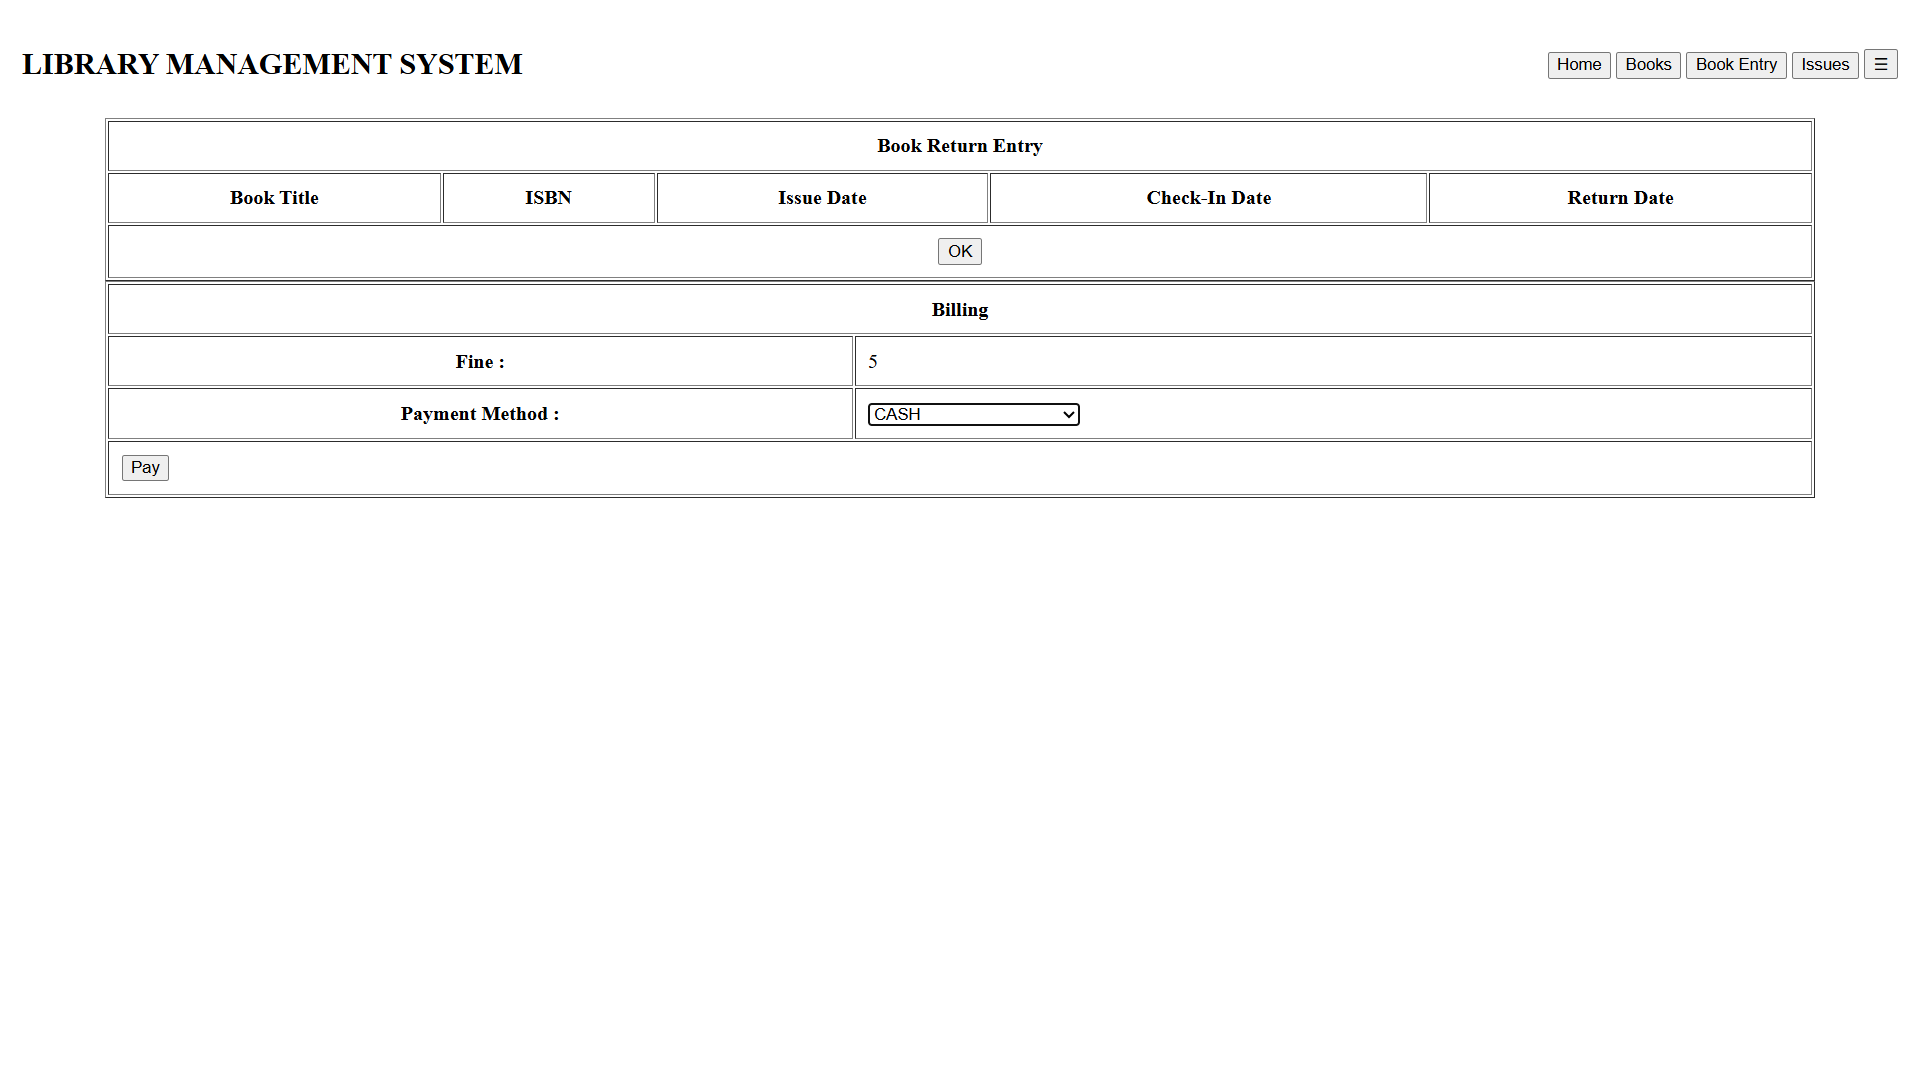 LIBRARY MANAGEMENT SYSTEM
Home Books Book Entry Issues ☰
Book Return Entry
Book Title ISBN Issue Date Check-In Date Return Date
OK
Billing
Fine : 5
Payment Method : CASH
Pay